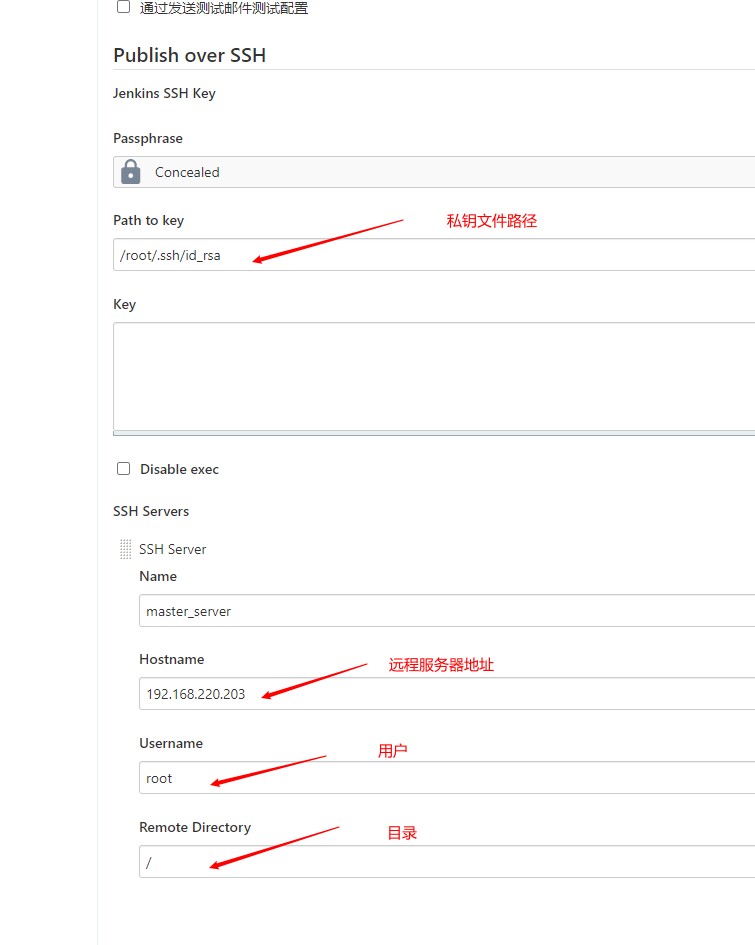 通过发送测试邮件测试配置
Publish over SSH
Jenkins SSH Key
Passphrase
Concealed
Path to key
私钥文件路径
/root/.ssh/id_rsa
Key
Disable exec
SSH Servers
SSH Server
Name
master_server
Hostname
远程服务器地址
192.168.220.203
Username
用户
root
Remote Directory
目录
/